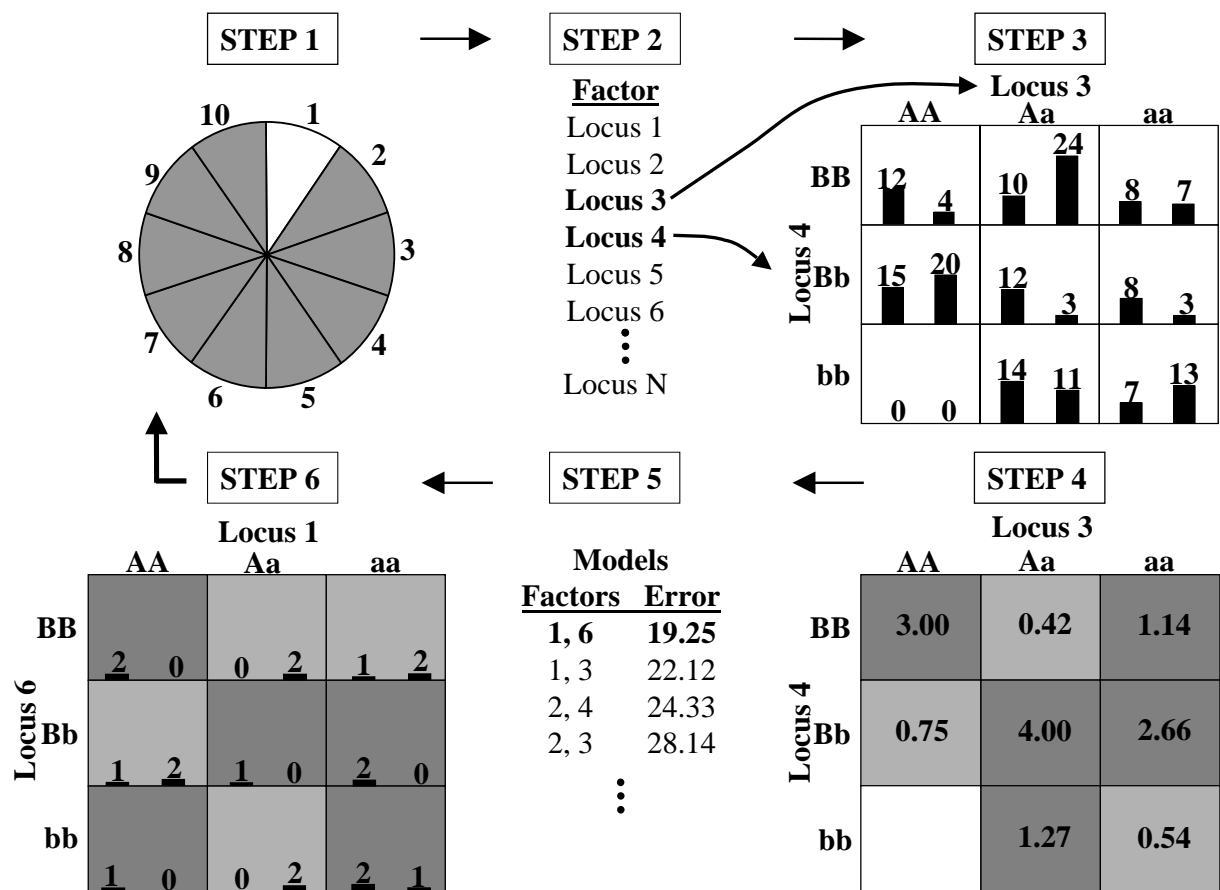 STEP 1
STEP 2
STEP 3
10
1
2
3
4
5
6
7
8
9
Factor
Locus 1
Locus 2
Locus 3
Locus 4
Locus 5
Locus 6
Locus N
Locus 3
AA Aa aa
Locus 4
BB 12 4 10 24 8 7
Bb 15 20 12 3 8 3
bb 0 0 14 11 7 13
STEP 6
STEP 5
STEP 4
Locus 1
AA Aa aa
Locus 6
BB 2 0 0 2 1 2
Bb 1 2 1 0 2 0
bb 1 0 0 2 2 1
Models
Factors Error
1, 6 19.25
1, 3 22.12
2, 4 24.33
2, 3 28.14
Locus 3
AA Aa aa
Locus 4
BB 3.00 0.42 1.14
Bb 0.75 4.00 2.66
bb 1.27 0.54